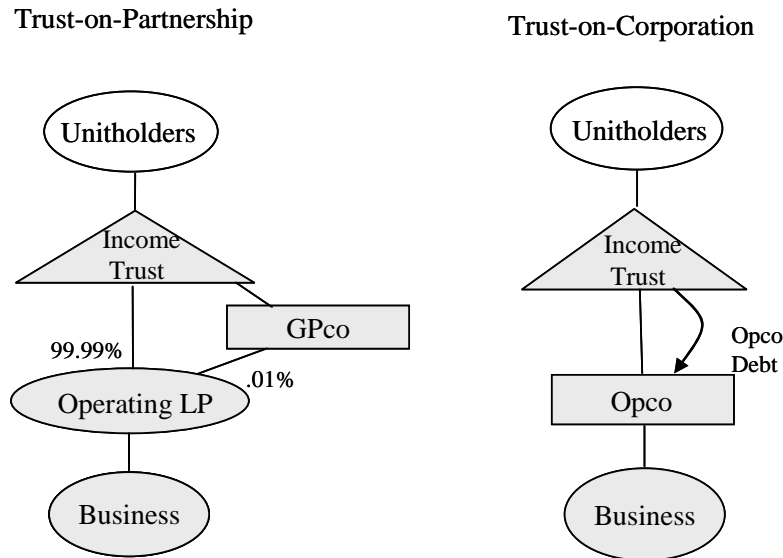 Trust-on-Partnership
Unitholders
Income
Trust
GPco
99.99%
.01%
Operating LP
Business
Trust-on-Corporation
Unitholders
Income
Trust
Opco
Debt
Opco
Business